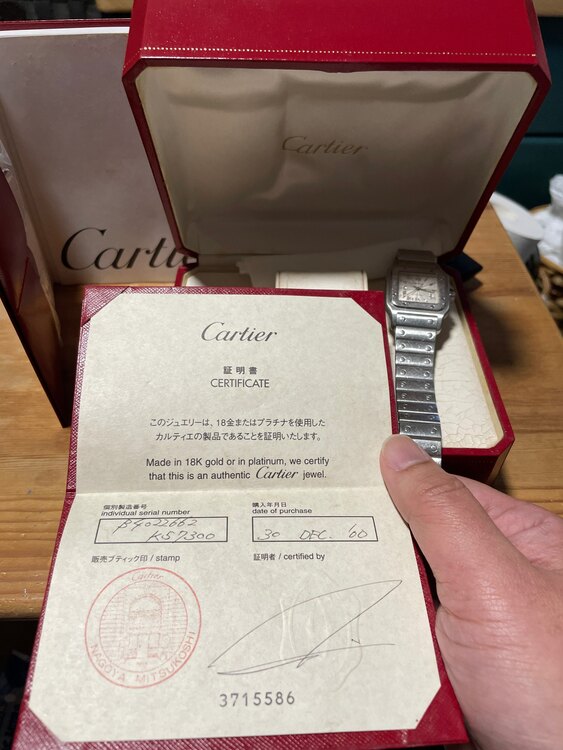 Cartier
Carti
Cartier
証明書
CERTIFICATE
このジュエリーは、18金またはプラチナを使用した
カルティエの製品であることを証明いたします。
Made in 18K gold or in platinum, we certify
that this is an authentic Cartier jewel.
個別製造番号
individual serial number
B4022662
K57300
購入年月日
date of purchase
30 DEC. '00
販売ブティック印 / stamp
証明者 / certified by
Cartier
NAGOYA MITSUKOSHI
3715586